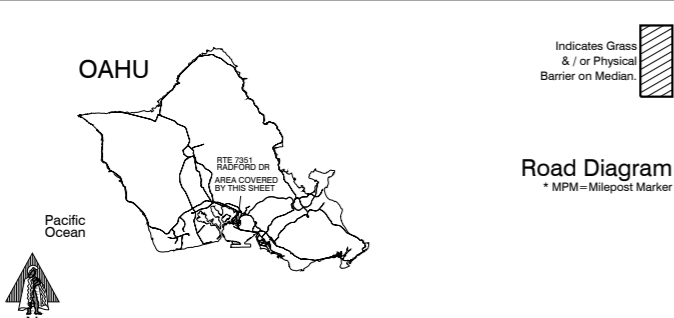 OAHU
Indicates Grass
& / or Physical
Barrier on Median.
RTE 7351
RADFORD DR
AREA COVERED
BY THIS SHEET
Road Diagram
* MPM=Milepost Marker
Pacific
Ocean